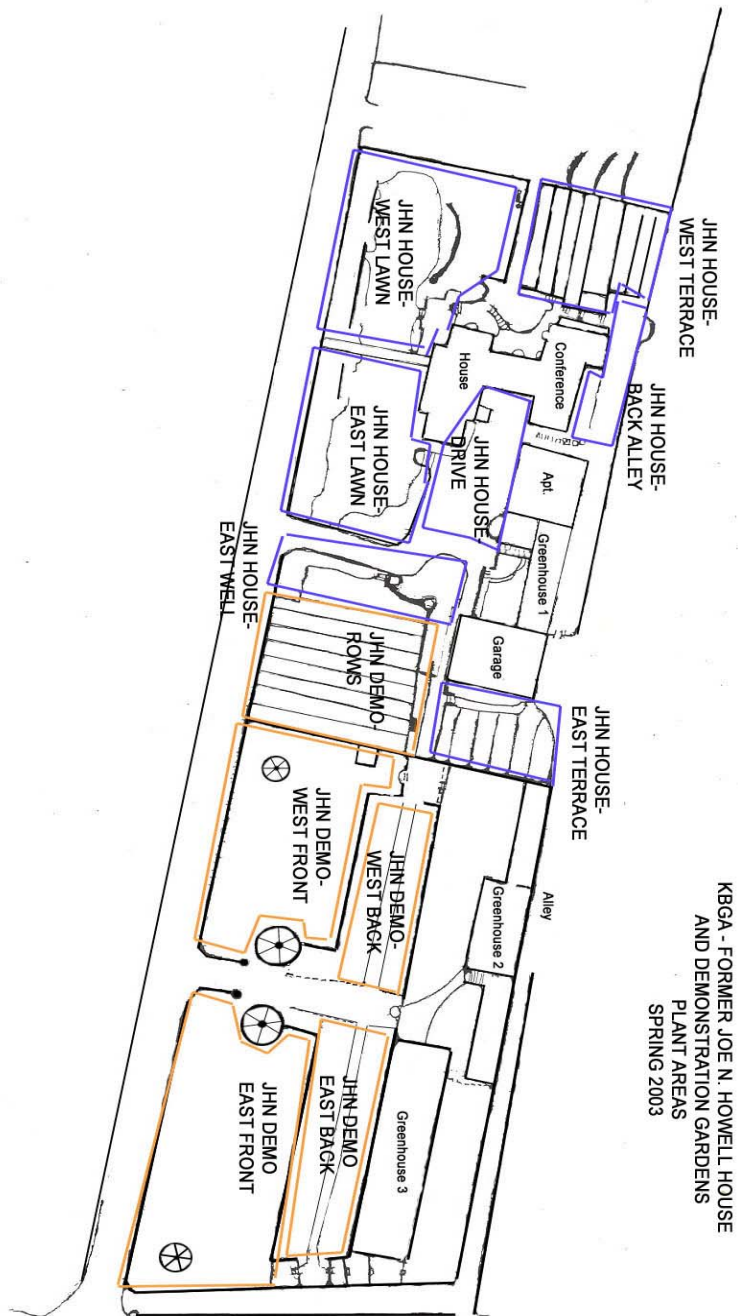 KBGA - FORMER JOE N. HOWELL HOUSE
AND DEMONSTRATION GARDENS
PLANT AREAS
SPRING 2003
JHN HOUSE-
WEST TERRACE
JHN HOUSE-
BACK ALLEY
JHN HOUSE-
EAST TERRACE
Conference
Apt.
Greenhouse 1
Garage
Alley
Greenhouse 2
Greenhouse 3
House
JHN HOUSE-
DRIVE
JHN HOUSE-
WEST LAWN
JHN HOUSE-
EAST LAWN
JHN HOUSE-
EAST WELL
JHN DEMO-
ROWS
JHN DEMO-
WEST FRONT
JHN DEMO-
WEST BACK
JHN DEMO
EAST BACK
JHN DEMO
EAST FRONT